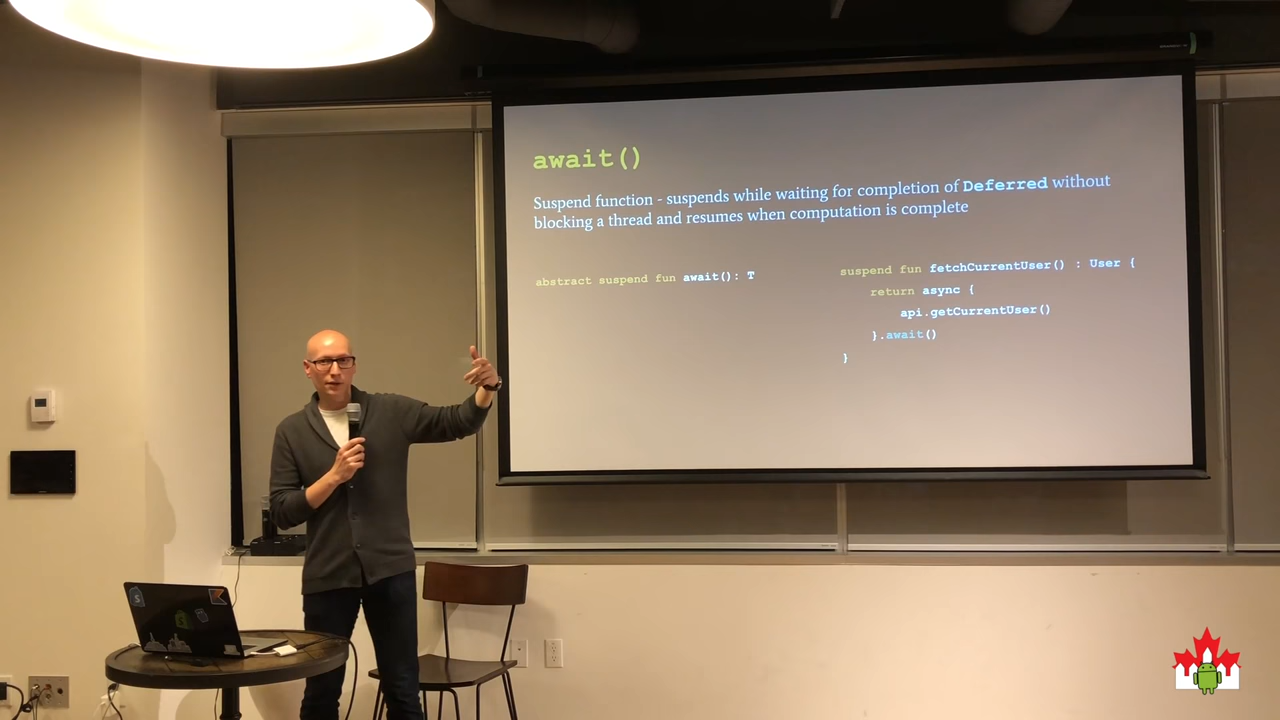 await()
Suspend function - suspends while waiting for completion of Deferred without
blocking a thread and resumes when computation is complete
abstract suspend fun await(): T
suspend fun fetchCurrentUser() : User {
return async {
api.getCurrentUser()
}.await()
}